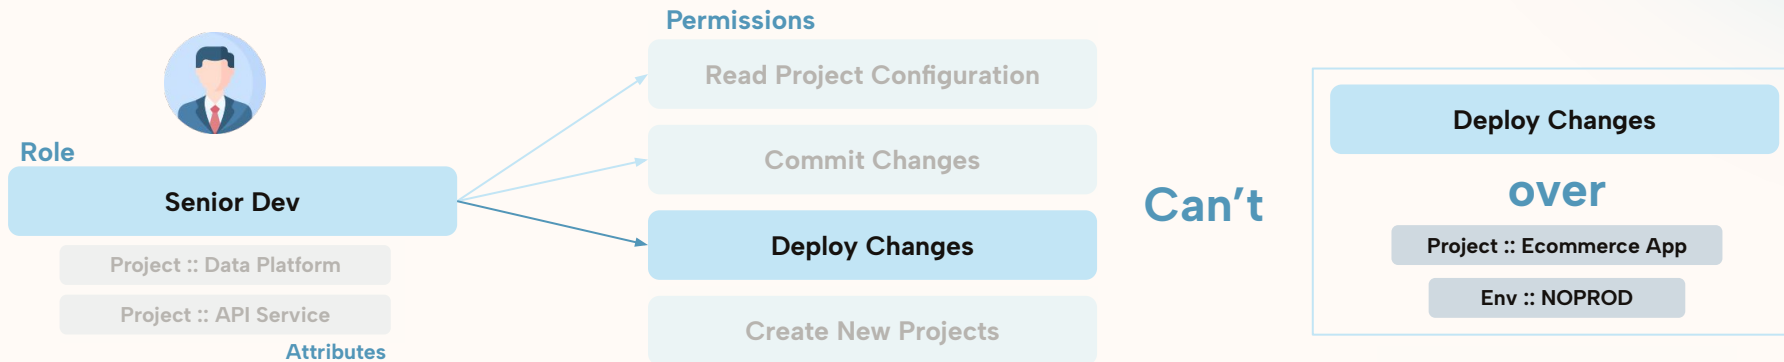 Role
Senior Dev
Project :: Data Platform
Project :: API Service
Attributes
Permissions
Read Project Configuration
Commit Changes
Deploy Changes
Create New Projects
Can't
Deploy Changes
over
Project :: Ecommerce App
Env :: NOPROD